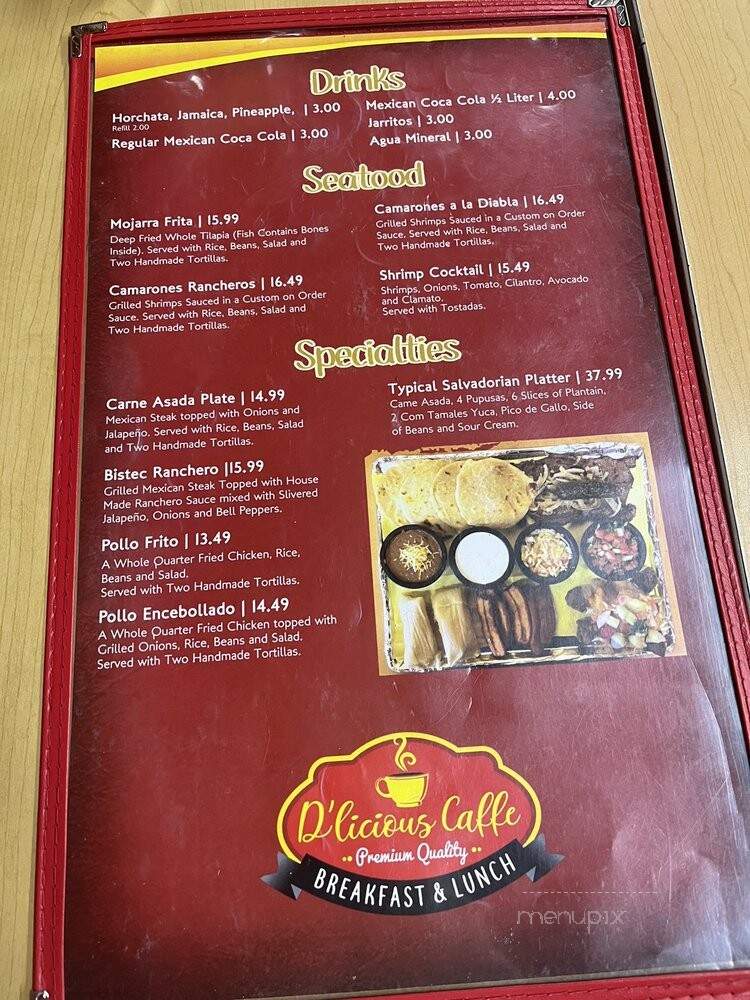 Drinks
Horchata, Jamaica, Pineapple, | 3.00
Refill 2.00
Regular Mexican Coca Cola | 3.00
Mexican Coca Cola ½ Liter | 4.00
Jarritos | 3.00
Agua Mineral | 3.00
Seafood
Mojarra Frita | 15.99
Deep Fried Whole Tilapia (Fish Contains Bones
Inside), Served with Rice, Beans, Salad and
Two Handmade Tortillas.
Camarones Rancheros | 16.49
Grilled Shrimps Sauced in a Custom on Order
Sauce. Served with Rice, Beans, Salad and
Two Handmade Tortillas.
Camarones a la Diabla | 16.49
Grilled Shrimps Sauced in a Custom on Order
Sauce. Served with Rice, Beans, Salad and
Two Handmade Tortillas,
Shrimp Cocktail | 15.49
Shrimps, Onions, Tomato, Cilantro, Avocado
and Clamato.
Served with Tostadas.
Specialties
Carne Asada Plate | 14.99
Mexican Steak topped with Onions and
Jalapeño. Served with Rice, Beans, Salad
and Two Handmade Tortillas.
Bistec Ranchero |15.99
Grilled Mexican Steak Topped with House
Made Ranchero Sauce mixed with Slivered
Jalapeño, Onions and Bell Peppers.
Pollo Frito | 13.49
A Whole Quarter Fried Chicken, Rice,
Beans and Salad.
Served with Two Handmade Tortillas.
Pollo Encebollado | 14.49
A Whole Quarter Fried Chicken topped with
Grilled Onions, Rice, Beans and Salad.
Served with Two Handmade Tortillas.
Typical Salvadorian Platter | 37.99
Carne Asada, 4 Pupusas, 6 Slices of Plantain,
2 Corn Tamales Yuca, Pico de Gallo, Side
of Beans and Sour Cream.
D'licious Caffe
Premium Quality
BREAKFAST & LUNCH
menupix